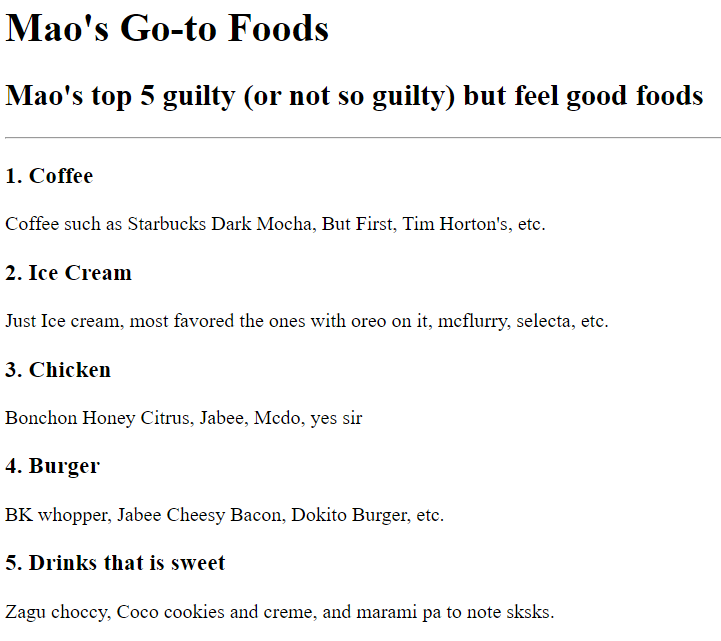 Mao's Go-to Foods
Mao's top 5 guilty (or not so guilty) but feel good foods
1. Coffee
Coffee such as Starbucks Dark Mocha, But First, Tim Horton's, etc.
2. Ice Cream
Just Ice cream, most favored the ones with oreo on it, mcflurry, selecta, etc.
3. Chicken
Bonchon Honey Citrus, Jabee, Mcdo, yes sir
4. Burger
BK whopper, Jabee Cheesy Bacon, Dokito Burger, etc.
5. Drinks that is sweet
Zagu choccy, Coco cookies and creme, and marami pa to note sksks.